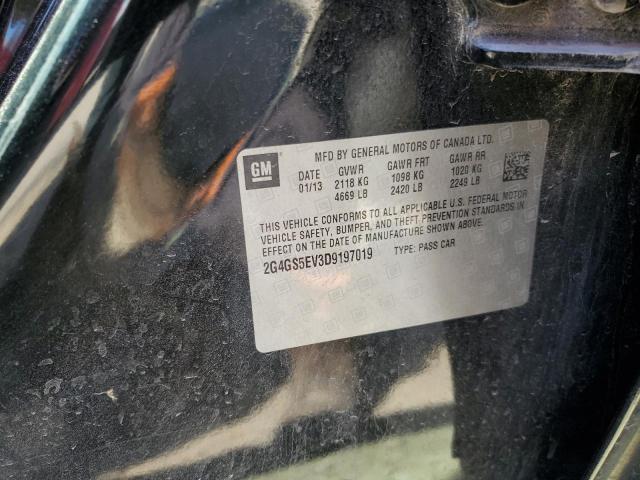 GM
MFD BY GENERAL MOTORS OF CANADA LTD.
DATE GVWR GAWR FRT GAWR RR
01/13 2118 KG 1098 KG 1020 KG
4669 LB 2420 LB 2249 LB
THIS VEHICLE CONFORMS TO ALL APPLICABLE U.S. FEDERAL MOTOR
VEHICLE SAFETY, BUMPER, AND THEFT PREVENTION STANDARDS IN
EFFECT ON THE DATE OF MANUFACTURE SHOWN ABOVE.
2G4GS5EV3D9197019 TYPE: PASS CAR